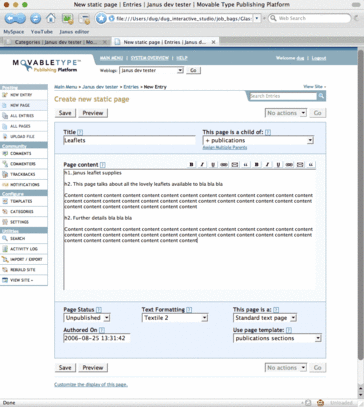 New static page | Entries | Janus dev tester | Movable Type Publishing Platform
file:///Users/dug/dug_interactive_studio/job_bags/Glas
Web Search
MySpace YouTube Janus editor
Categories | Janus dev tester | Mo...
New static page | Entries | Janus d...
MOVABLETYPE™
Publishing Platform
MAIN MENU | SYSTEM OVERVIEW | HELP
Welcome dug | Logout
Weblogs: Janus dev tester Go
Main Menu > Janus dev tester > Entries > New Entry
View Site
Create new static page
Search Entries
Posting
NEW ENTRY
NEW PAGE
ALL ENTRIES
ALL PAGES
UPLOAD FILE
Community
COMMENTS
COMMENTERS
TRACKBACKS
NOTIFICATIONS
Configure
TEMPLATES
CATEGORIES
SETTINGS
Utilities
SEARCH
ACTIVITY LOG
IMPORT / EXPORT
REBUILD SITE
VIEW SITE
Save Preview
No actions Go
Title [?]
Leaflets
This page is a child of: [?]
+ publications
Assign Multiple Parents
Page content [?]
B I U B I U
h1. Janus leaflet supplies
h2. This page talks about all the lovely leaflets available to bla bla bla
Content content content content content content content content content content content
content content content content content content content content content content content
content content content content content content
h2. Further details bla bla bla
Content content content content content content content content content content content
content content content content content content content content content content content
content content content content content content
Page Status [?]
Unpublished
Text Formatting [?]
Textile 2
This page is a: [?]
Standard text page
Authored On [?]
2006-08-25 13:31:42
Use page template: [?]
publications sections
Save Preview
No actions Go
Customize the display of this page.
Done